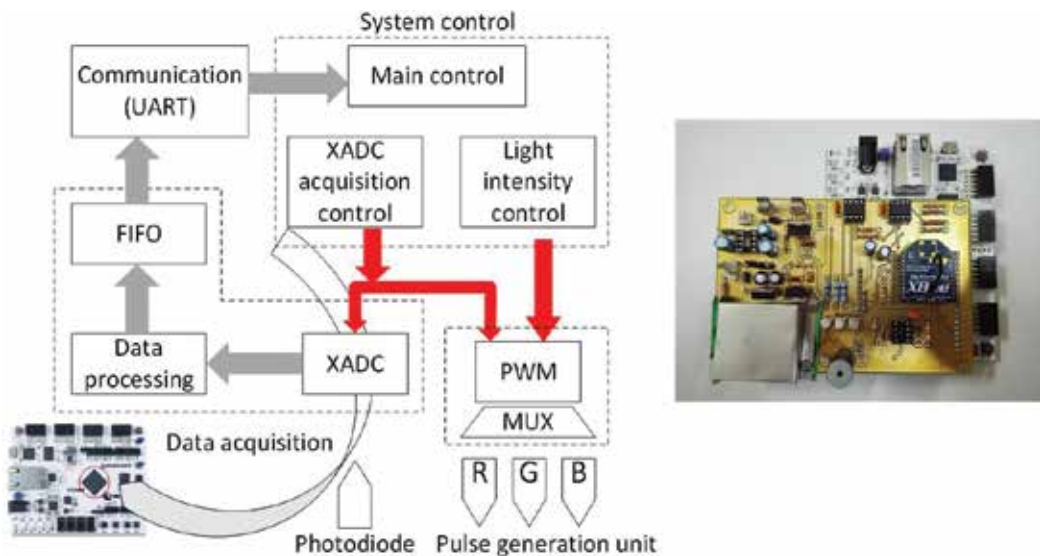 System control
Communication
(UART)
Main control
XADC
acquisition
control
Light
intensity
control
FIFO
Data
processing
XADC
PWM
MUX
Data acquisition
R G B
Photodiode
Pulse generation unit